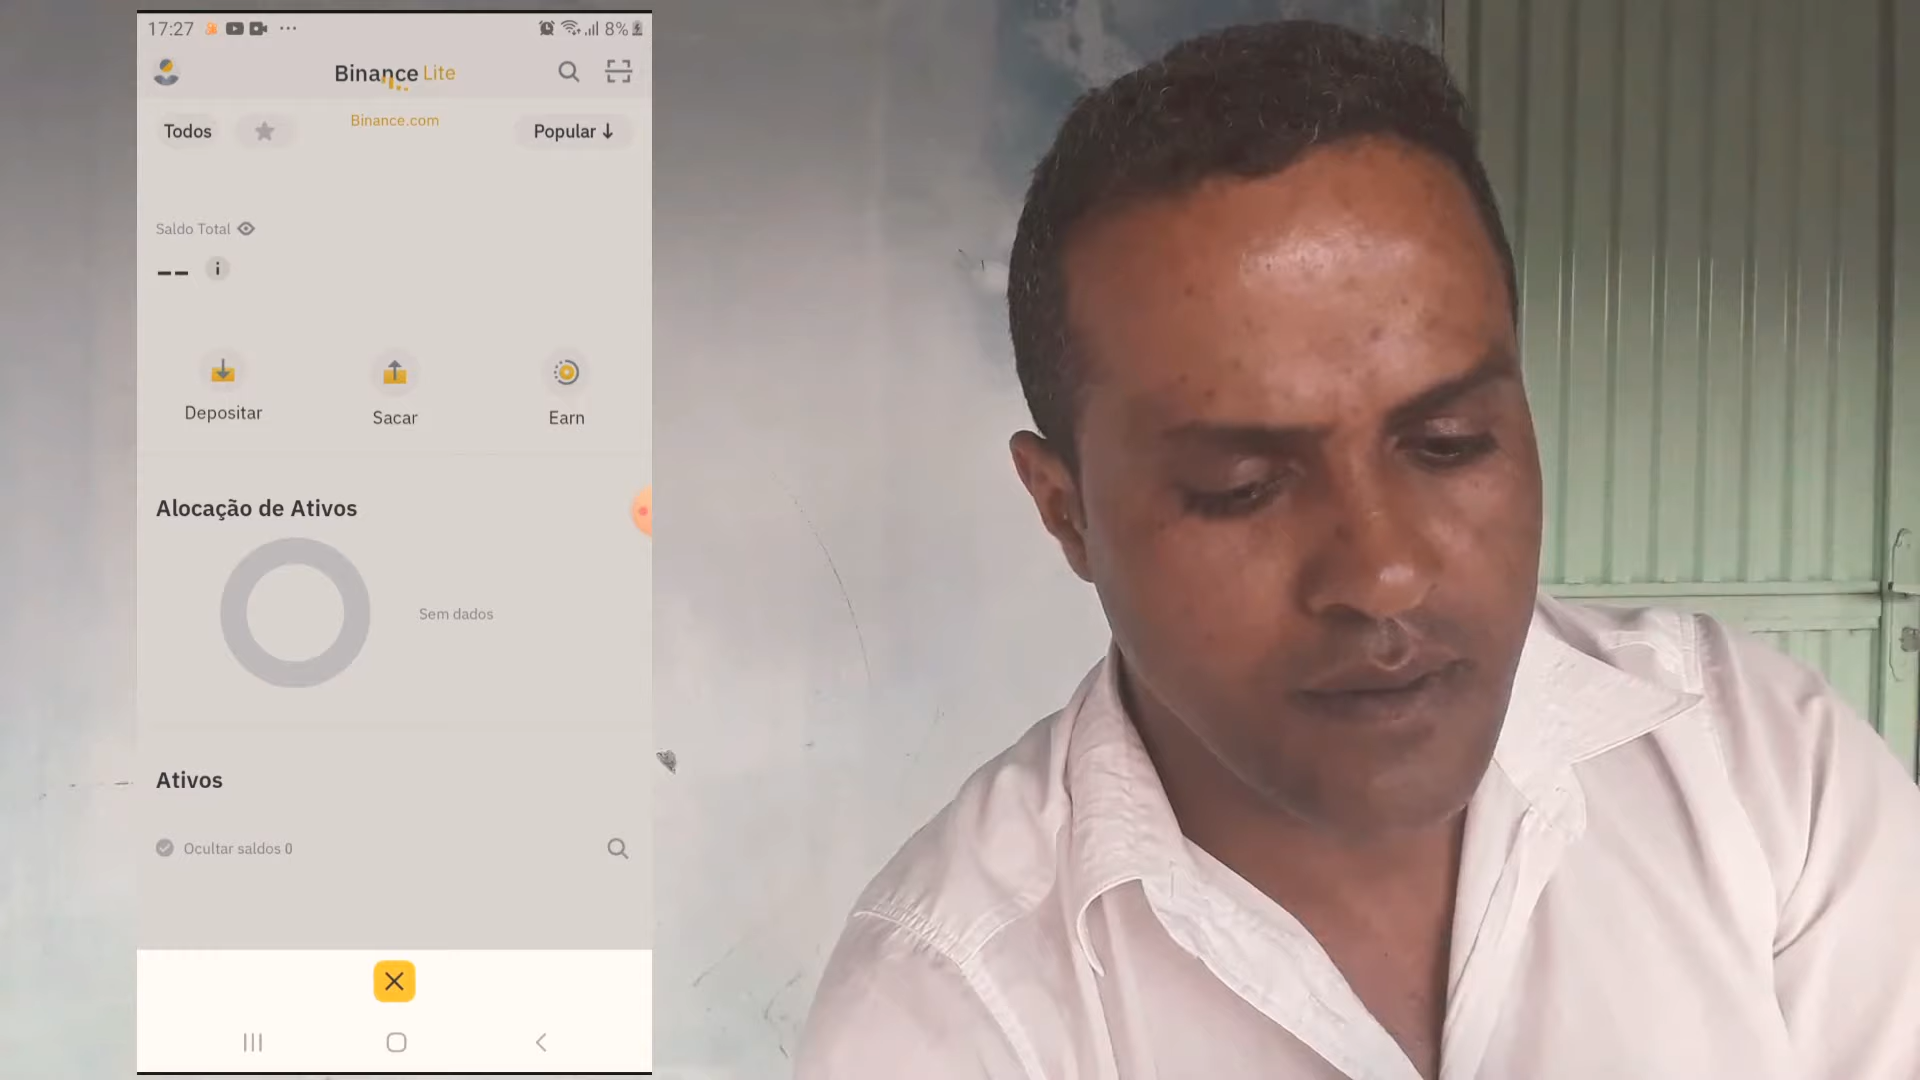 17:27 8%
Binance Lite
Binance.com
Todos Popular ↓
Saldo Total
-- i
Depositar Sacar Earn
Alocação de Ativos
Sem dados
Ativos
Ocultar saldos 0